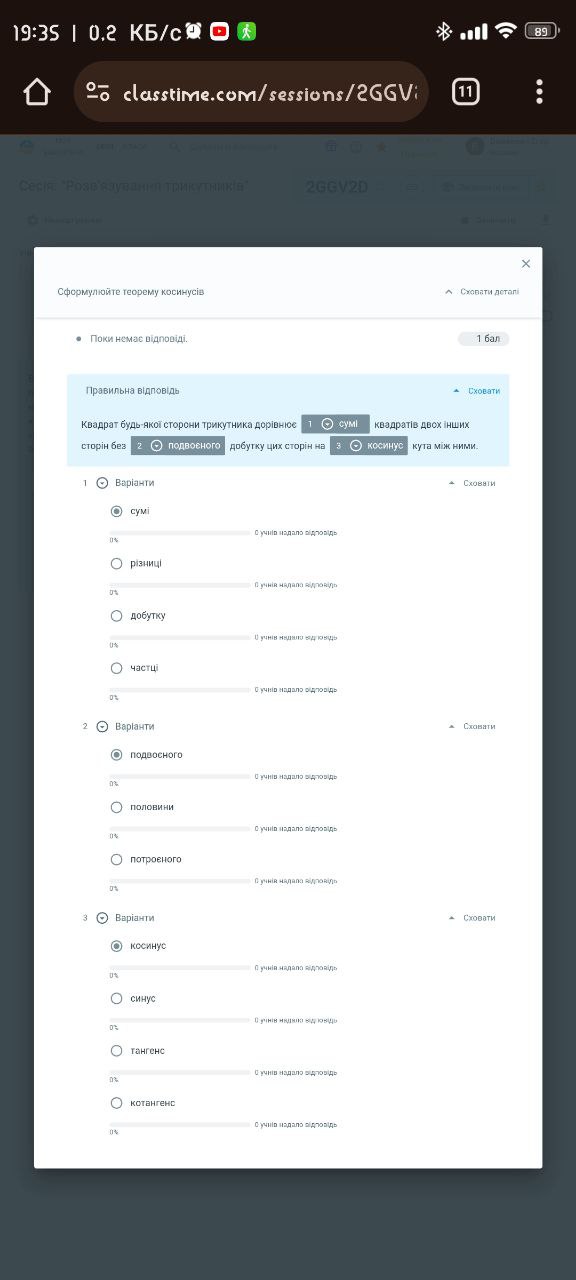 19:35 | 0.2 КБ/с 89
classtime.com/sessions/2GGV
11
Сесія: "Розв'язування трикутників" 2GGV2D
Сформулюйте теорему косинусів Сховати деталі
Поки немає відповіді. 1 бал
Правильна відповідь Сховати
Квадрат будь-якої сторони трикутника дорівнює 1 сумі квадратів двох інших
сторін без 2 подвоєного добутку цих сторін на 3 косинус кута між ними.
1 Варіанти Сховати
сумі
0 учнів надало відповідь
0%
різниці
0 учнів надало відповідь
0%
добутку
0 учнів надало відповідь
0%
частці
0 учнів надало відповідь
0%
2 Варіанти Сховати
подвоєного
0 учнів надало відповідь
0%
половини
0 учнів надало відповідь
0%
потроєного
0 учнів надало відповідь
0%
3 Варіанти Сховати
косинус
0 учнів надало відповідь
0%
синус
0 учнів надало відповідь
0%
тангенс
0 учнів надало відповідь
0%
котангенс
0 учнів надало відповідь
0%